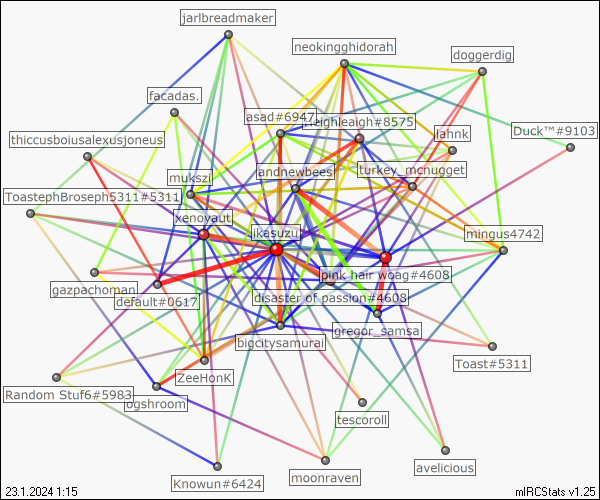 jarlbreadmaker
neokingghidorah
doggerdig
facadas.
asad#6947
leighleaigh#8575
lahnk
Duck™#9103
thiccusboiusalexusjoneus
andnewbeesj
turkey_mcnugget
mukszi
ToastephBroseph5311#5311
xenoyaut
ikasuzu
mingus4742
pink hair woag#4608
gazpachoman
default#0617
disaster of passion#4608
gregor_samsa
bigcitysamurai
Toast#5311
ZeeHonK
Random Stuf6#5983
ogshroom
tescoroll
Knowun#6424
moonraven
avelicious
23.1.2024 1:15
mIRCStats v1.25